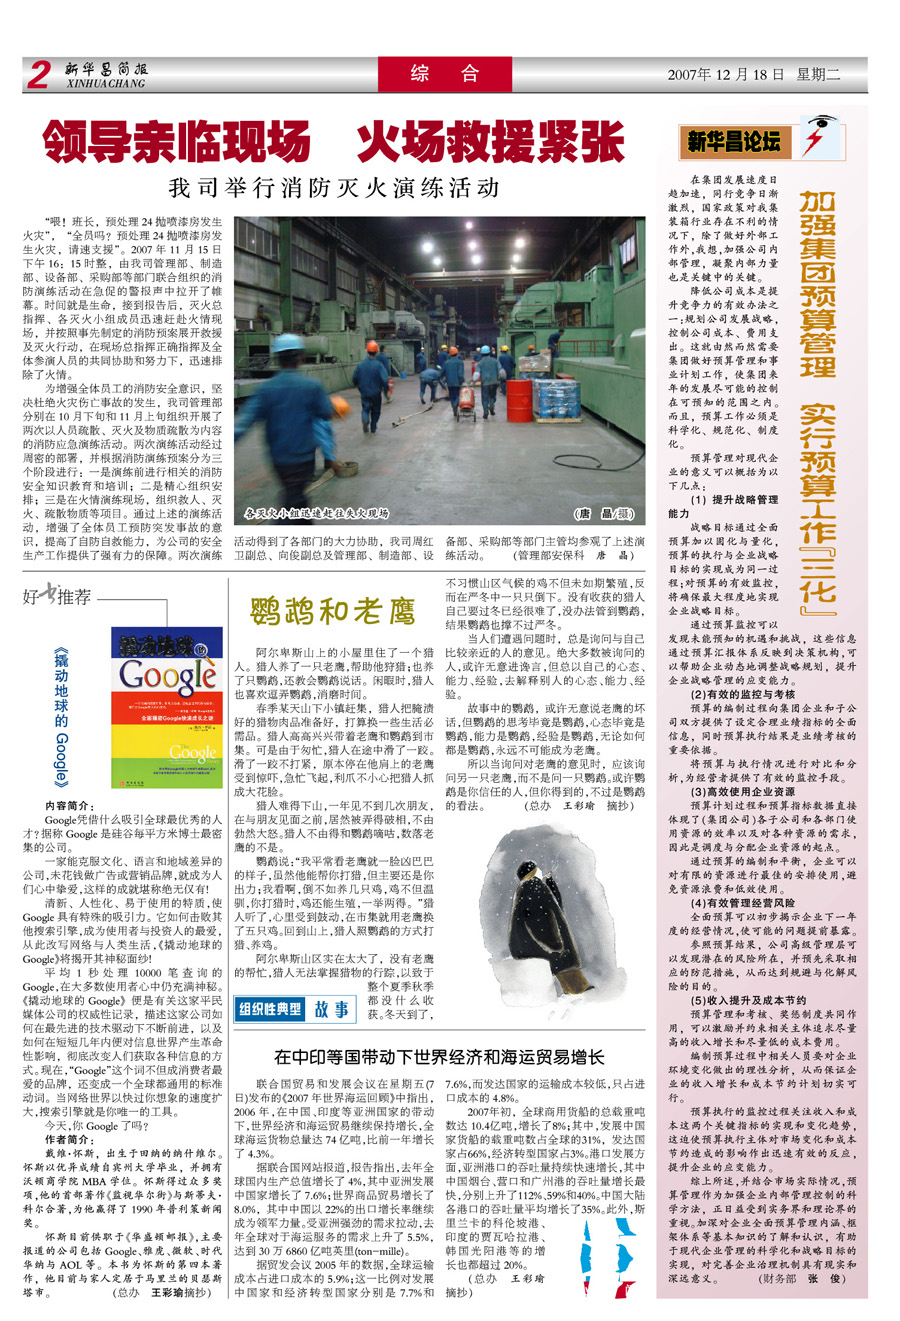 2 新华昌简报
XINHUACHANG
综 合
2007年 12 月 18 日 星期二
领导亲临现场 火场救援紧张
我司举行消防灭火演练活动
“喂！班长，预处理 24 抛喷漆房发生
火灾”，“全员吗？预处理 24 抛喷漆房发
生火灾，请速支援”。2007 年 11 月 15 日
下午 16：15 时整，由我司管理部、制造
部、设备部、采购部等部门联合组织的消
防演练活动在急促的警报声中拉开了帷
幕。时间就是生命，接到报告后，灭火总
指挥、各灭火小组成员迅速赶赴火情现
场，并按照事先制定的消防预案展开救援
及灭火行动，在现场总指挥正确指挥及全
体参演人员的共同协助和努力下，迅速排
除了火情。
为增强全体员工的消防安全意识，坚
决杜绝火灾伤亡事故的发生，我司管理部
分别在 10 月下旬和 11 月上旬组织开展了
两次以人员疏散、灭火及物质疏散为内容
的消防应急演练活动。两次演练活动经过
周密的部署，并根据消防演练预案分为三
个阶段进行：一是演练前进行相关的消防
安全知识教育和培训；二是精心组织安
排；三是在火情演练现场，组织救人、灭
火、疏散物质等项目。通过上述的演练活
动，增强了全体员工预防突发事故的意
识，提高了自防自救能力，为公司的安全
生产工作提供了强有力的保障。两次演练
各灭火小组迅速赶往失火现场
(唐 晶/摄)
活动得到了各部门的大力协助，我司周红
卫副总、向俊副总及管理部、制造部、设
备部、采购部等部门主管均参观了上述演
练活动。 (管理部安保科 唐 晶)
好书推荐
《撬动地球的 Google》
撬动地球的
Google
内容简介：
Google凭借什么吸引全球最优秀的人
才？据称 Google 是硅谷每平方米博士最密
集的公司。
一家能克服文化、语言和地域差异的
公司，未花钱做广告或营销品牌，就成为人
们心中挚爱，这样的成就堪称绝无仅有！
清新、人性化、易于使用的特质，使
Google 具有特殊的吸引力。它如何击败其
他搜索引擎，成为使用者与投资人的最爱，
从此改写网络与人类生活，《撬动地球的
Google》将揭开其神秘面纱！
平均 1 秒处理 10000 笔查询的
Google，在大多数使用者心中仍充满神秘。
《撬动地球的 Google》便是有关这家平民
媒体公司的权威性记录，描述这家公司如
何在最先进的技术驱动下不断前进，以及
如何在短短几年内便对信息世界产生革命
性影响，彻底改变人们获取各种信息的方
式。现在，“Google”这个词不但成消费者最
爱的品牌，还变成一个全球都通用的标准
动词。当网络世界以快过你想象的速度扩
大，搜索引擎就是你唯一的工具。
今天，你 Google 了吗？
作者简介：
戴维·怀斯，出生于田纳的纳什维尔。
怀斯以优异成绩自宾州大学毕业，并拥有
沃顿商学院 MBA 学位。怀斯得过众多奖
项，他的首部著作《监视华尔街》与斯蒂夫·
科尔合著，为他赢得了 1990 年普利策新闻
奖。
怀斯目前供职于《华盛顿邮报》，主要
报道的公司包括 Google、雅虎、微软、时代
华纳与 AOL 等。本书为怀斯的第四本著
作，他目前与家人定居于马里兰的贝瑟斯
塔市。 (总办 王彩瑜摘抄)
鹦鹉和老鹰
阿尔卑斯山上的小屋里住了一个猎
人。猎人养了一只老鹰，帮助他狩猎；也养
了只鹦鹉，还教会鹦鹉说话。闲暇时，猎人
也喜欢逗弄鹦鹉，消磨时间。
春季某天山下小镇赶集，猎人把腌渍
好的猎物肉品准备好，打算换一些生活必
需品。猎人高高兴兴带着老鹰和鹦鹉到市
集。可是由于匆忙，猎人在途中滑了一跤。
滑了一跤不打紧，原本停在他肩上的老鹰
受到惊吓，急忙飞起，利爪不小心把猎人抓
成大花脸。
猎人难得下山，一年见不到几次朋友，
在与朋友见面之前，居然被弄得破相，不由
勃然大怒。猎人不由得和鹦鹉嘀咕，数落老
鹰的不是。
鹦鹉说：“我平常看老鹰就一脸凶巴巴
的样子，虽然他能帮你打猎，但主要还是你
出力；我看啊，倒不如养几只鸡，鸡不但温
驯，你打猎时，鸡还能生蛋，一举两得。”猎
人听了，心里受到鼓动，在市集就用老鹰换
了五只鸡。回到山上，猎人照鹦鹉的方式打
猎、养鸡。
阿尔卑斯山区实在太大了，没有老鹰
的帮忙，猎人无法掌握猎物的行踪，以致于
整个夏季秋季
都没什么收
获。冬天到了，
组织性典型 故事
不习惯山区气候的鸡不但未如期繁殖，反
而在严冬中一只只倒下。没有收获的猎人
自己要过冬已经很难了，没办法管到鹦鹉，
结果鹦鹉也撑不过严冬。
当人们遭遇问题时，总是询问与自己
比较亲近的人的意见。绝大多数被询问的
人，或许无意进谗言，但总以自己的心态、
能力、经验，去解释别人的心态、能力、经
验。
故事中的鹦鹉，或许无意说老鹰的坏
话，但鹦鹉的思考毕竟是鹦鹉，心态毕竟是
鹦鹉，能力是鹦鹉，经验是鹦鹉，无论如何
都是鹦鹉，永远不可能成为老鹰。
所以当询问对老鹰的意见时，应该询
问另一只老鹰，而不是问一只鹦鹉。或许鹦
鹉是你信任的人，但你得到的，不过是鹦鹉
的看法。 (总办 王彩瑜 摘抄)
在中印等国带动下世界经济和海运贸易增长
联合国贸易和发展会议在星期五(7
日)发布的《2007 年世界海运回顾》中指出，
2006 年，在中国、印度等亚洲国家的带动
下，世界经济和海运贸易继续保持增长，全
球海运货物总量达 74 亿吨，比前一年增长
了 4.3%。
据联合国网站报道，报告指出，去年全
球国内生产总值增长了 4%，其中亚洲发展
中国家增长了 7.6%；世界商品贸易增长了
8.0%，其中中国以 22%的出口增长率继续
成为领军力量。受亚洲强劲的需求拉动，去
年全球对于海运服务的需求上升了 5.5%，
达到 30 万 6860 亿吨英里(ton-mile)。
据贸发会议 2005 年的数据，全球运输
成本占进口成本的 5.9%；这一比例对发展
中国家和经济转型国家分别是 7.7%和
7.6%，而发达国家的运输成本较低，只占进
口成本的 4.8%。
2007年初，全球商用货船的总载重吨
数达 10.4亿吨，增长了8%；其中，发展中国
家货船的载重吨数占全球的31%，发达国
家占66%，经济转型国家占3%。港口发展方
面，亚洲港口的吞吐量持续快速增长，其中
中国烟台、营口和广州港的吞吐量增长最
快，分别上升了112%、59%和40%。中国大陆
各港口的吞吐量平均增长了35%。此外，斯
里兰卡的科伦坡港、
印度的贾瓦哈拉港、
韩国光阳港等的增
长也都超过 20%。
(总办 王彩瑜
摘抄)
新华昌论坛
加强集团预算管理 实行预算工作『三化』
在集团发展速度日
趋加速，同行竞争日渐
激烈，国家政策对我集
装箱行业存在不利的情
况下，除了做好外部工
作外，我想，加强公司内
部管理，凝聚内部力量
也是关键中的关键。
降低公司成本是提
升竞争力的有效办法之
一；规划公司发展战略，
控制公司成本、费用支
出。这就由然而然需要
集团做好预算管理和事
业计划工作，使集团来
年的发展尽可能的控制
在可预知的范围之内。
而且，预算工作必须是
科学化、规范化、制度
化。
预算管理对现代企
业的意义可以概括为以
下几点：
(1) 提升战略管理
能力
战略目标通过全面
预算加以固化与量化，
预算的执行与企业战略
目标的实现成为同一过
程；对预算的有效监控，
将确保最大程度地实现
企业战略目标。
通过预算监控可以
发现未能预知的机遇和挑战，这些信息
通过预算汇报体系反映到决策机构，可
以帮助企业动态地调整战略规划，提升
企业战略管理的应变能力。
(2)有效的监控与考核
预算的编制过程向集团企业和子公
司双方提供了设定合理业绩指标的全面
信息，同时预算执行结果是业绩考核的
重要依据。
将预算与执行情况进行对比和分
析，为经营者提供了有效的监控手段。
(3)高效使用企业资源
预算计划过程和预算指标数据直接
体现了(集团公司)各子公司和各部门使
用资源的效率以及对各种资源的需求，
因此是调度与分配企业资源的起点。
通过预算的编制和平衡，企业可以
对有限的资源进行最佳的安排使用，避
免资源浪费和低效使用。
(4)有效管理经营风险
全面预算可以初步揭示企业下一年
度的经营情况，使可能的问题提前暴露。
参照预算结果，公司高级管理层可
以发现潜在的风险所在，并预先采取相
应的防范措施，从而达到规避与化解风
险的目的。
(5)收入提升及成本节约
预算管理和考核、奖惩制度共同作
用，可以激励并约束相关主体追求尽量
高的收入增长和尽量低的成本费用。
编制预算过程中相关人员要对企业
环境变化做出的理性分析，从而保证企
业的收入增长和成本节约计划切实可
行。
预算执行的监控过程关注收入和成
本这两个关键指标的实现和变化趋势，
这迫使预算执行主体对市场变化和成本
节约造成的影响作出迅速有效的反应，
提升企业的应变能力。
综上所述，并结合市场实际情况，预
算管理作为加强企业内部管理控制的科
学方法，正日益受到实务界和理论界的
重视。加深对企业全面预算管理内涵、框
架体系等基本知识的了解和认识，有助
于现代企业管理的科学化和战略目标的
实现，对完善企业治理机制具有现实和
深远意义。 (财务部 张 俊)